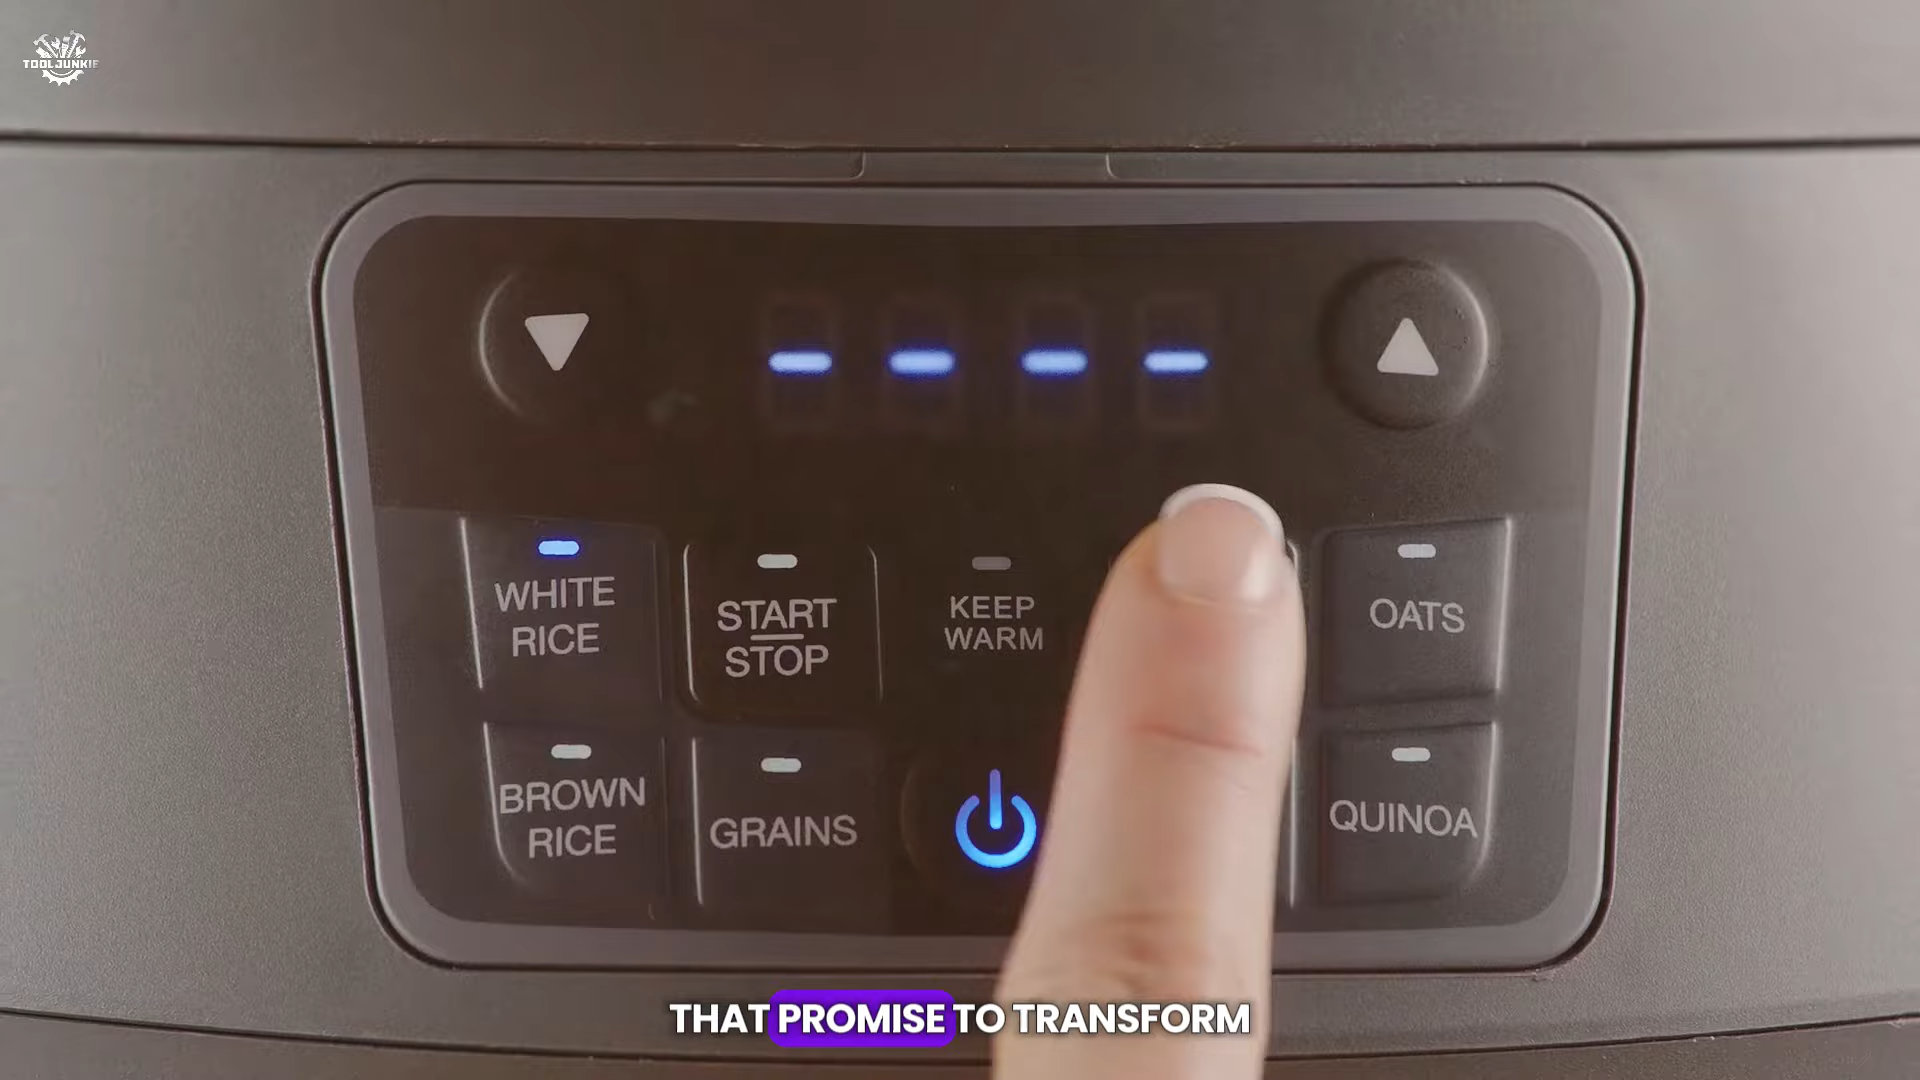 TOOLJUNKIE
WHITE
RICE
START
STOP
KEEP
WARM
OATS
BROWN
RICE
GRAINS
QUINOA
THAT PROMISE TO TRANSFORM